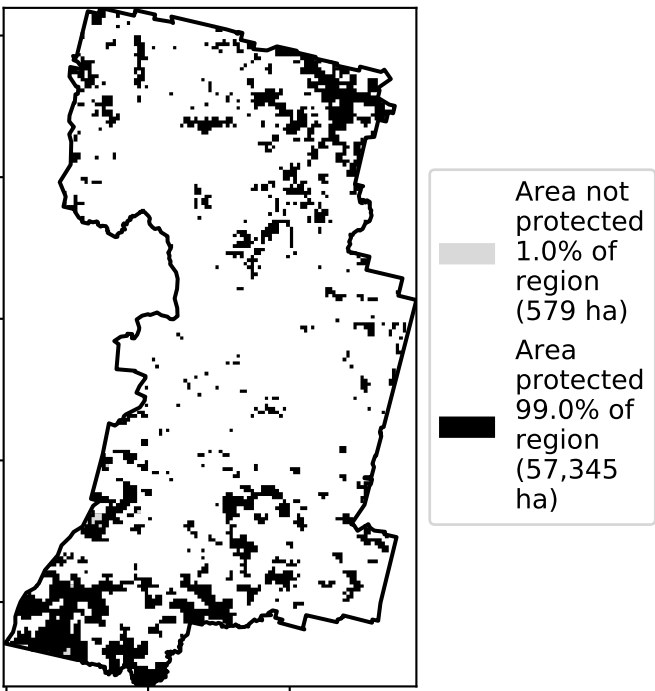 Area not
protected
1.0% of
region
(579 ha)
Area
protected
99.0% of
region
(57,345
ha)